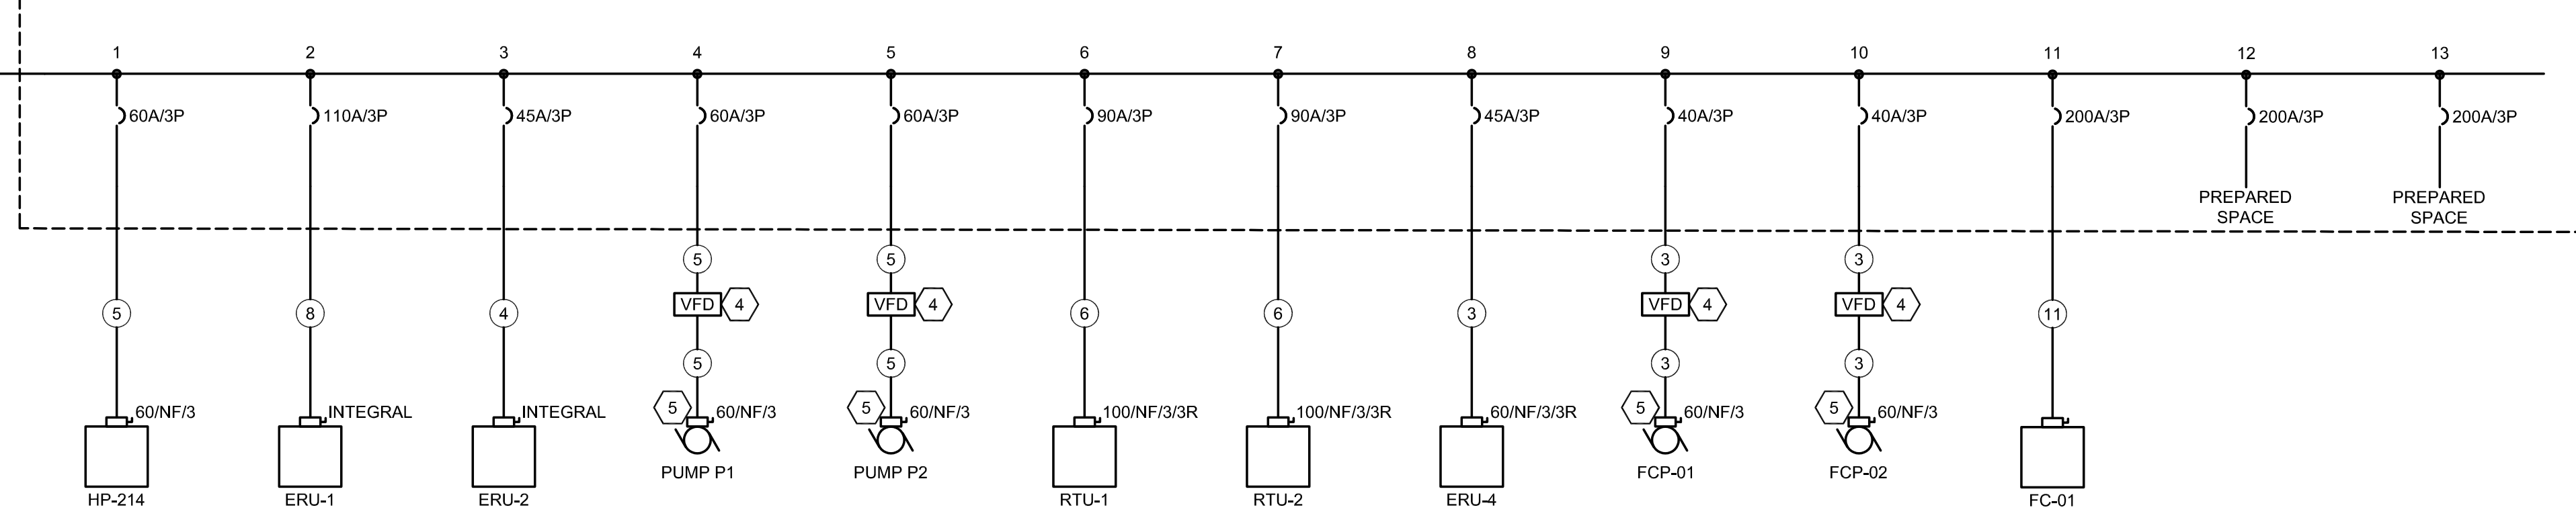 1 2 3 4 5 6 7 8 9 10 11 12 13
60A/3P 110A/3P 45A/3P 60A/3P 60A/3P 90A/3P 90A/3P 45A/3P 40A/3P 40A/3P 200A/3P 200A/3P 200A/3P
PREPARED PREPARED
SPACE SPACE
5 5 3 3
VFD 4 VFD 4 VFD 4 VFD 4
5 8 4 6 6 3 11
5 5 3 3
5 5 5 5
60/NF/3 INTEGRAL INTEGRAL 60/NF/3 60/NF/3 100/NF/3/3R 100/NF/3/3R 60/NF/3/3R 60/NF/3 60/NF/3
PUMP P1 PUMP P2 FCP-01 FCP-02
HP-214 ERU-1 ERU-2 RTU-1 RTU-2 ERU-4 FC-01